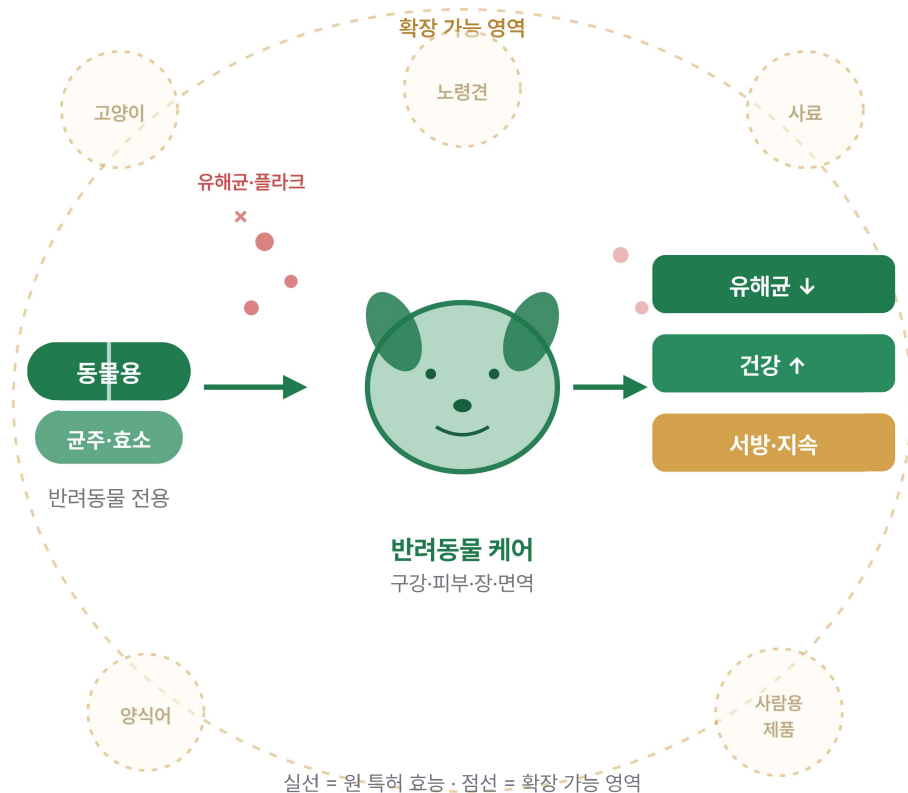 확장 가능 영역
고양이
노령견
사료
유해균·플라크
×
유해균 ↓
동물용
건강 ↑
균주·효소
서방·지속
반려동물 전용
반려동물 케어
구강·피부·장·면역
양식어
사람용
제품
실선 = 원 특허 효능 · 점선 = 확장 가능 영역